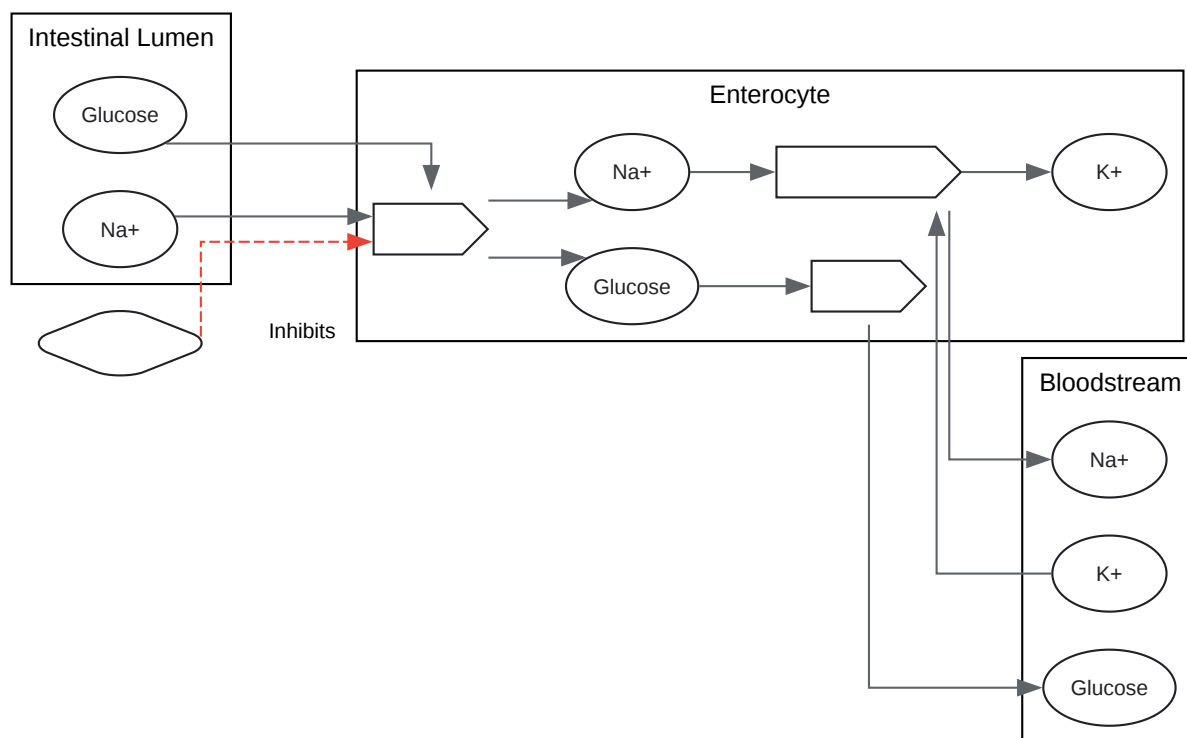 Intestinal Lumen
Glucose
Na+
Inhibits
Enterocyte
Na+
K+
Glucose
Bloodstream
Na+
K+
Glucose